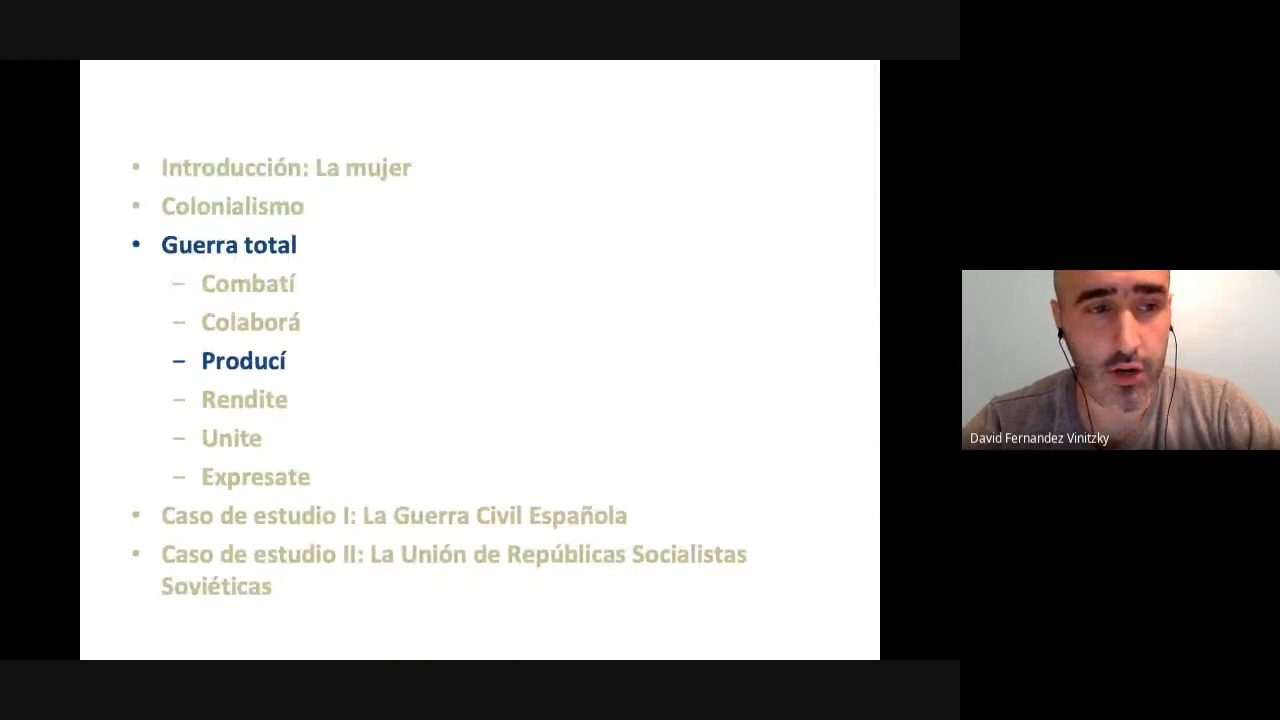 • Introducción: La mujer
• Colonialismo
• Guerra total
– Combatí
– Colaborá
– Producí
– Rendite
– Unite
– Expresate
• Caso de estudio I: La Guerra Civil Española
• Caso de estudio II: La Unión de Repúblicas Socialistas
Soviéticas
David Fernandez Vinitzky